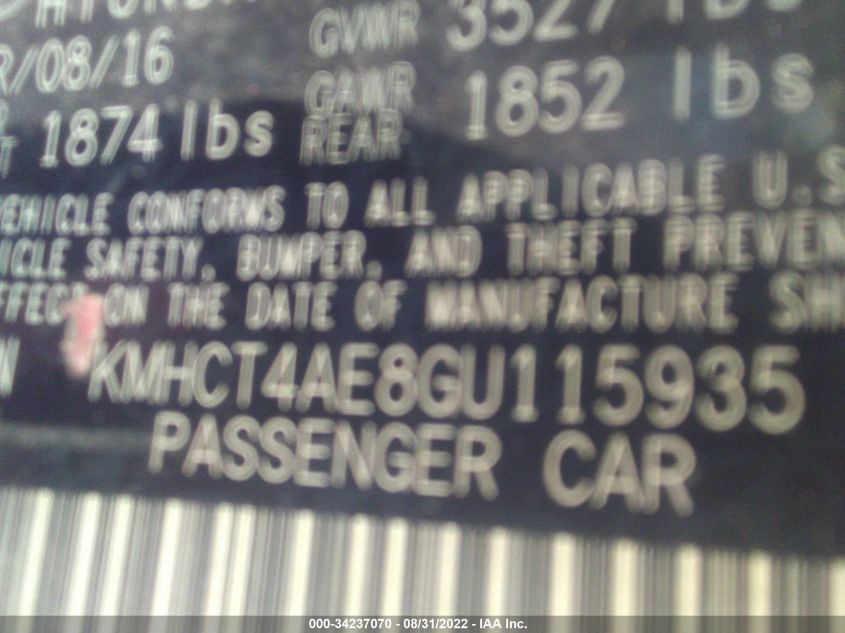 HYUNDAI
GVWR 3527 lbs
/08/16
GAWR
REAR 1852 lbs
1874 lbs
VEHICLE CONFORMS TO ALL APPLICABLE U.S
SAFETY, BUMPER, AND THEFT PREVEN
EFFECT ON THE DATE OF MANUFACTURE SH
KMHCT4AE8GU115935
PASSENGER CAR
000-34237070 - 08/31/2022 - IAA Inc.